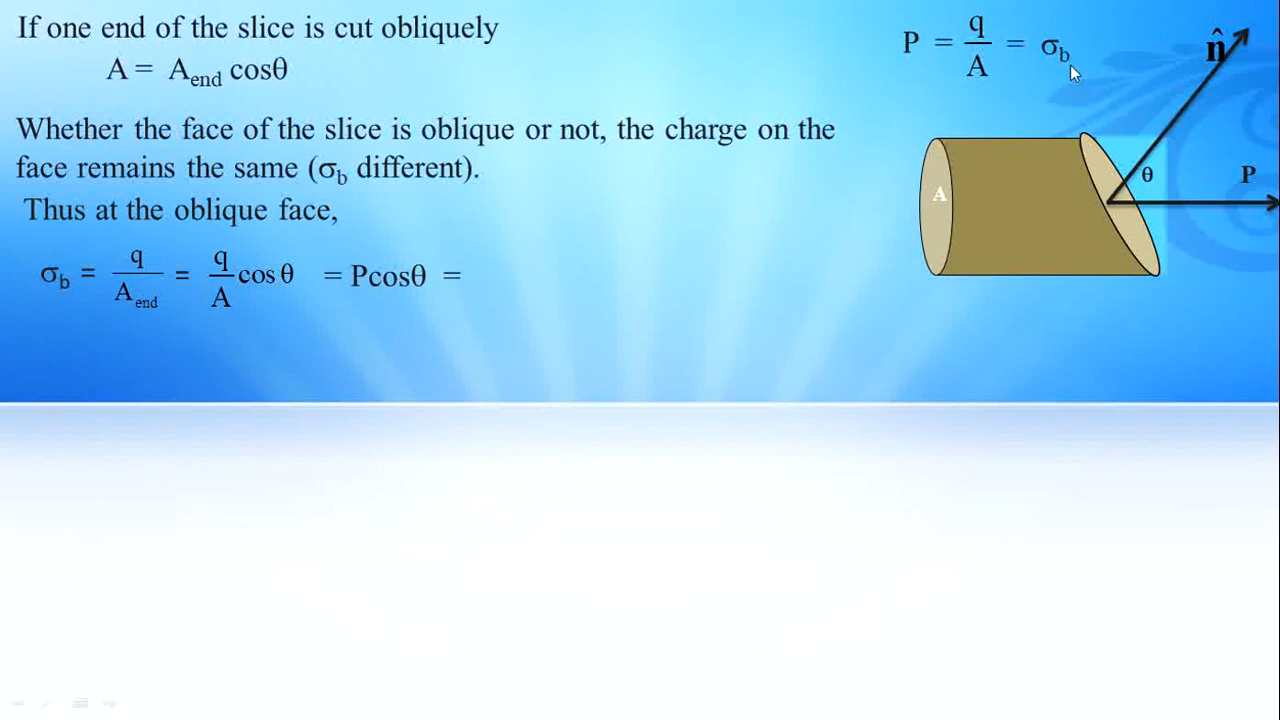 If one end of the slice is cut obliquely
A = A_end cosθ
Whether the face of the slice is oblique or not, the charge on the
face remains the same (σ_b different).
Thus at the oblique face,
σ_b = q/A_end = q/A cos θ = Pcosθ =
P = q/A = σ_b
n̂
θ
P
A